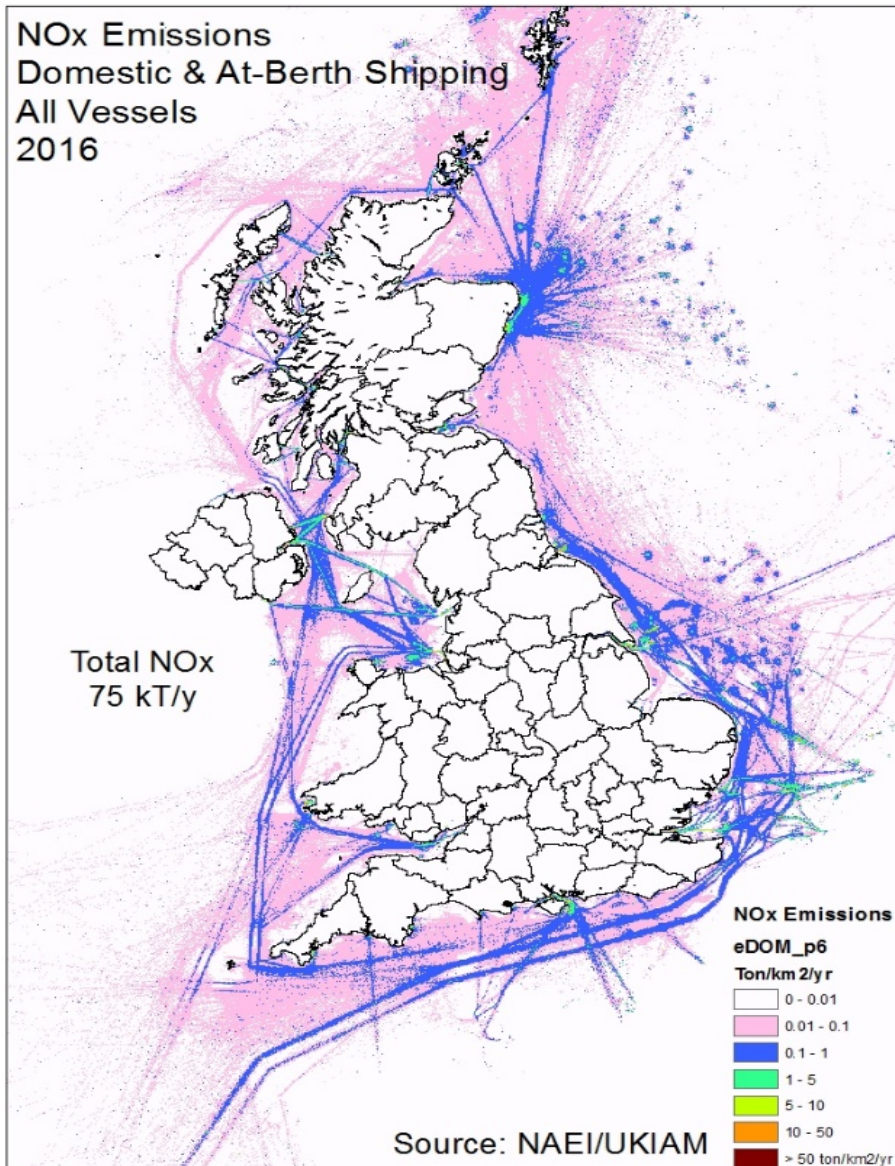 NOx Emissions
Domestic & At-Berth Shipping
All Vessels
2016
Total NOx
75 kT/y
NOx Emissions
eDOM_p6
Ton/km2/yr
0 - 0.01
0.01 - 0.1
0.1 - 1
1 - 5
5 - 10
10 - 50
> 50 ton/km2/yr
Source: NAEI/UKIAM